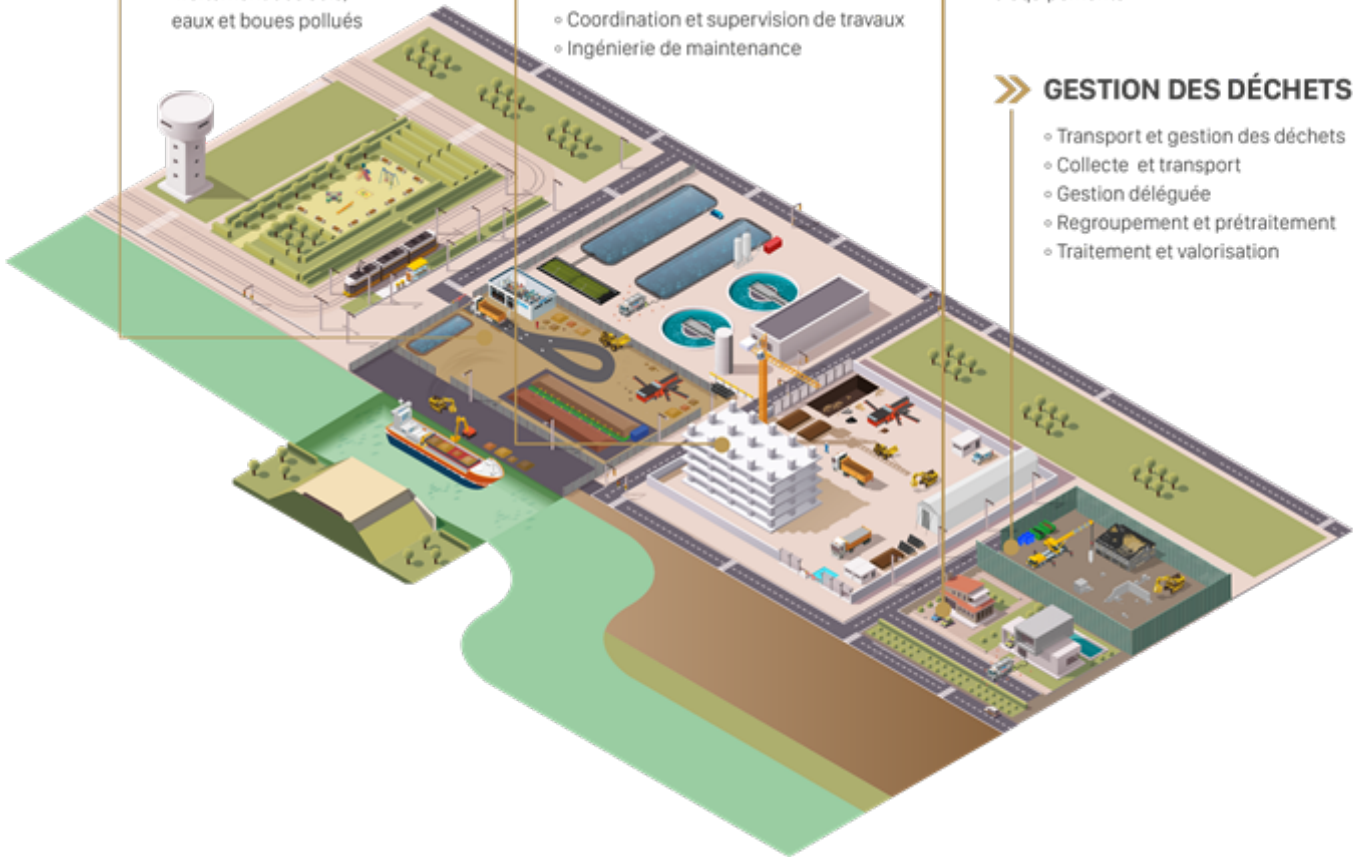 eaux et boues pollués
◦ Coordination et supervision de travaux
◦ Ingénierie de maintenance
GESTION DES DÉCHETS
◦ Transport et gestion des déchets
◦ Collecte et transport
◦ Gestion déléguée
◦ Regroupement et prétraitement
◦ Traitement et valorisation